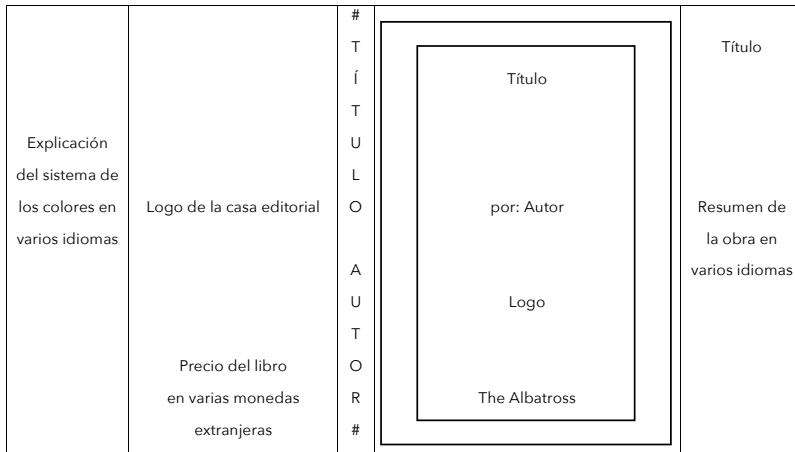 Explicación
del sistema de
los colores en
varios idiomas
Logo de la casa editorial
Precio del libro
en varias monedas
extranjeras
#
T
Í
T
U
L
O
A
U
T
O
R
#
Título
por: Autor
Logo
The Albatross
Título
Resumen de
la obra en
varios idiomas